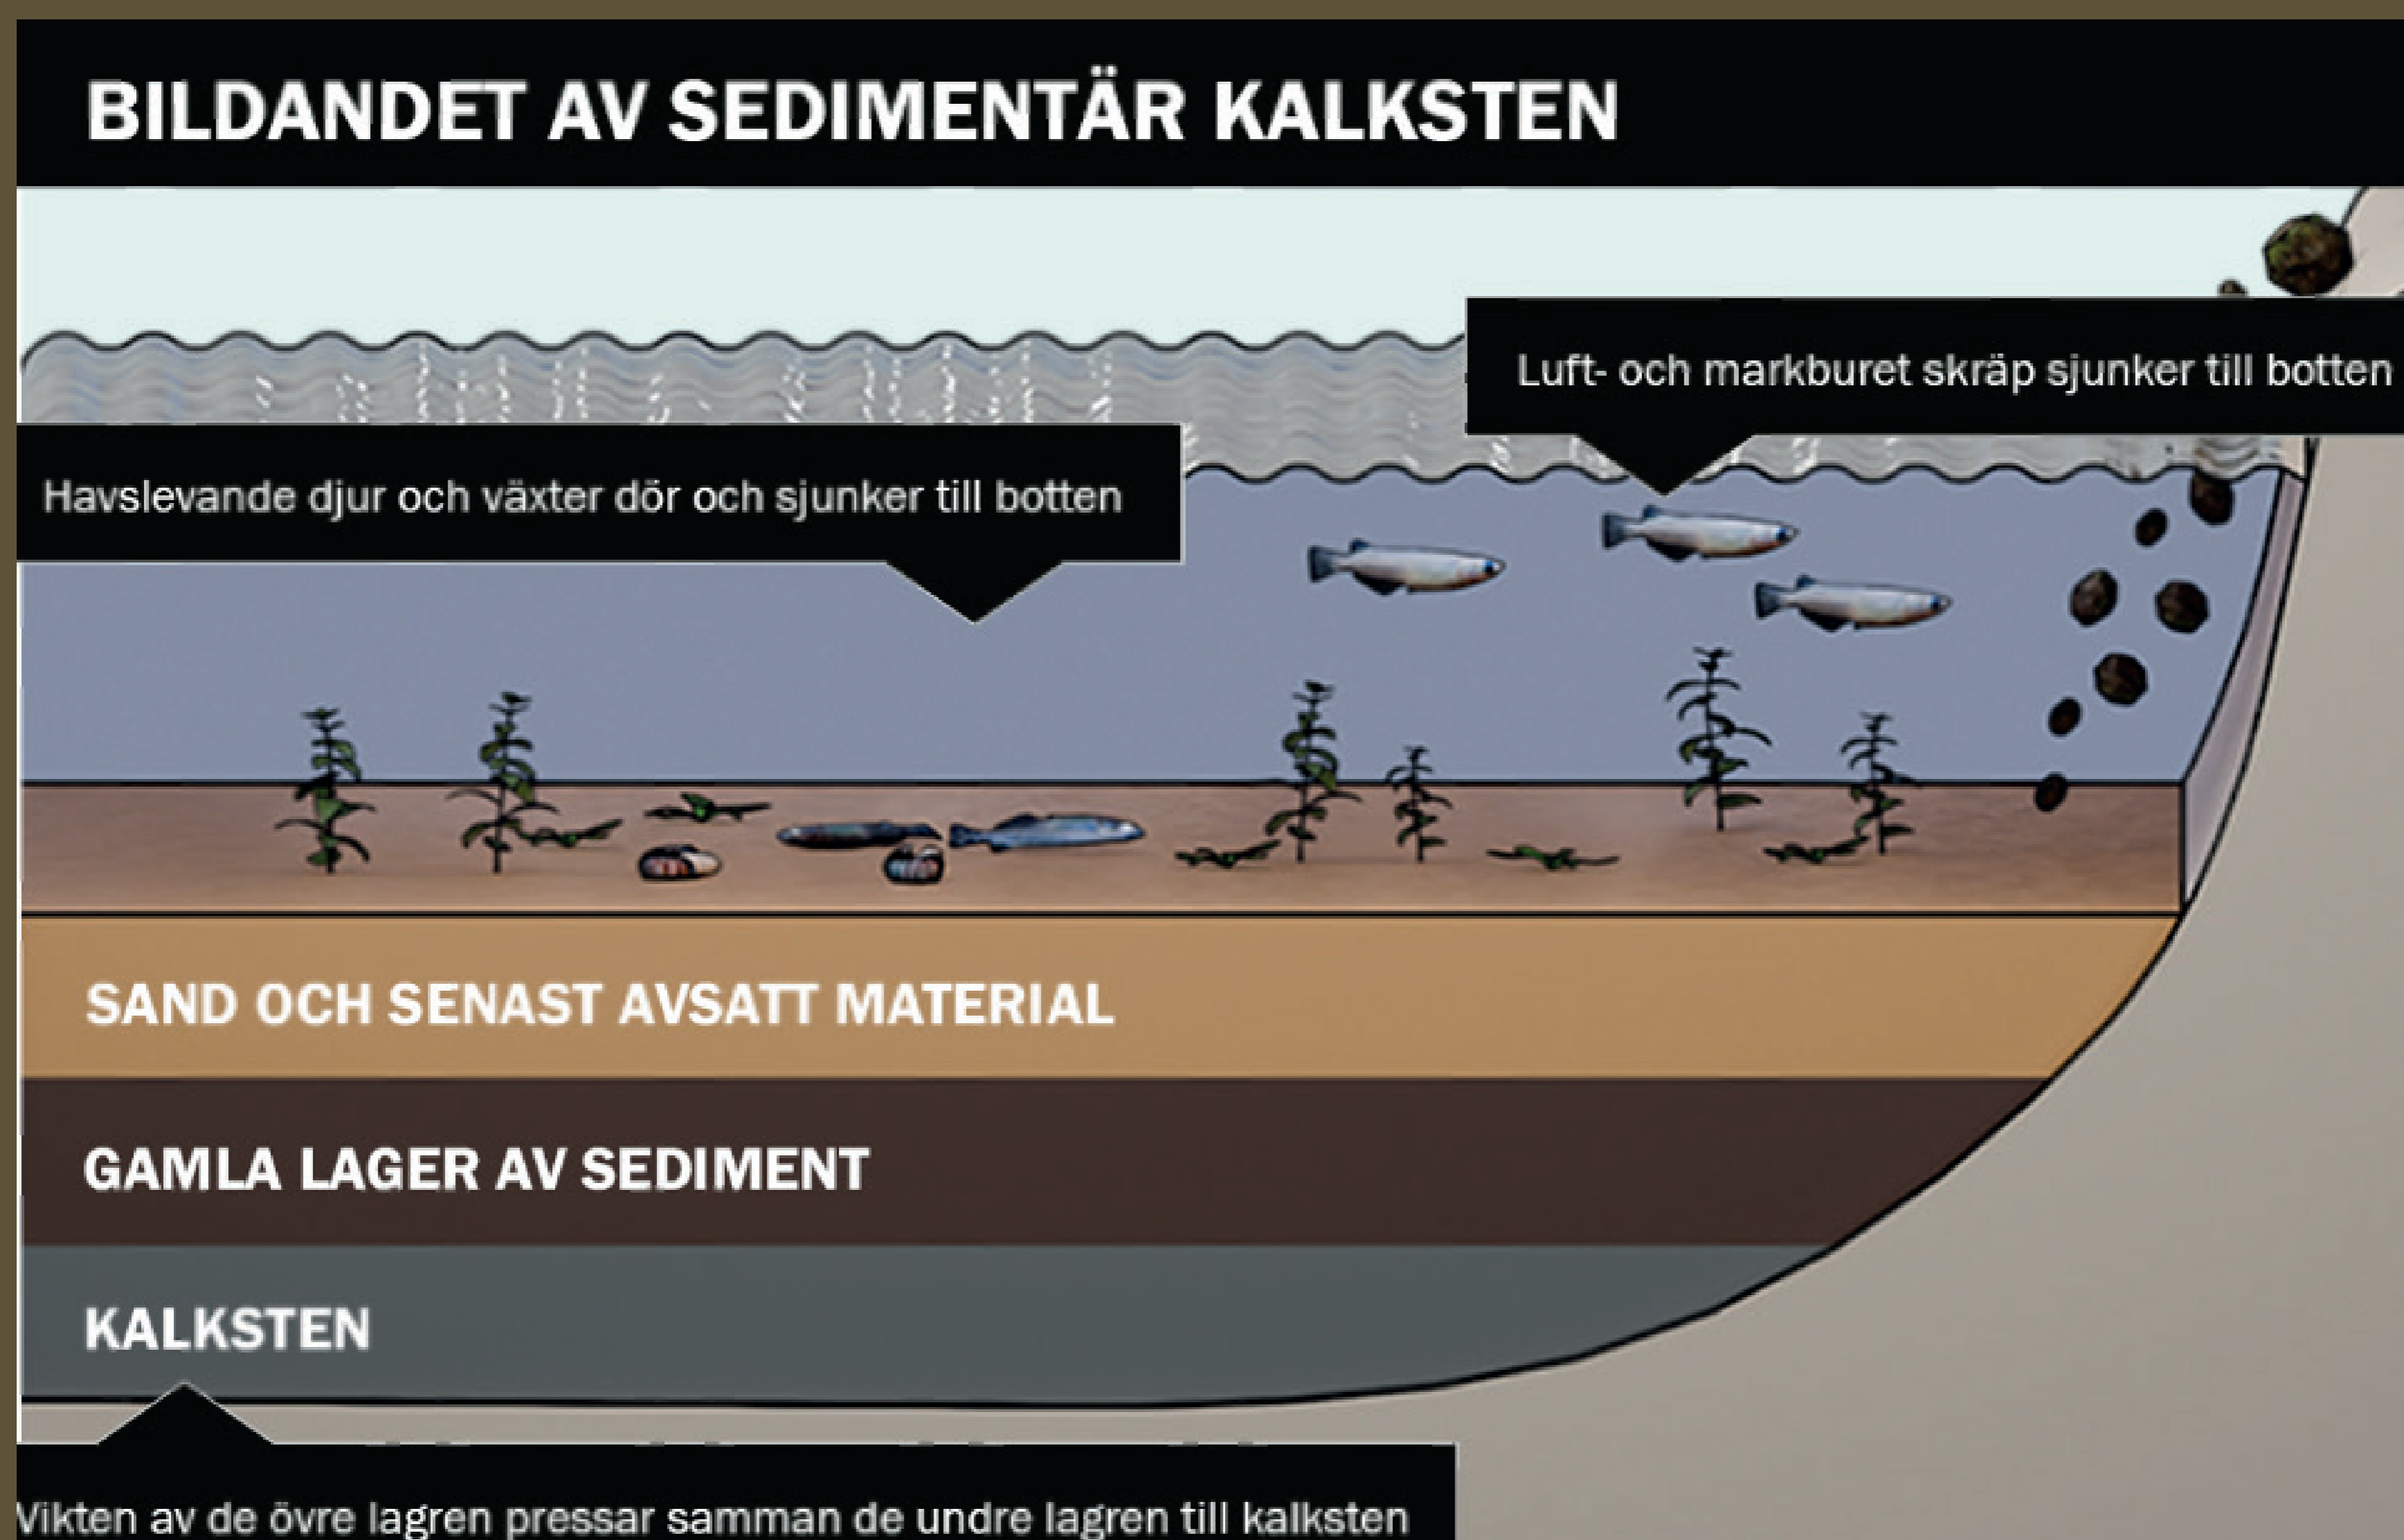 BILDANDET AV SEDIMENTÄR KALKSTEN
Luft- och markburet skräp sjunker till botten
Havslevande djur och växter dör och sjunker till botten
SAND OCH SENAST AVSATT MATERIAL
GAMLA LAGER AV SEDIMENT
KALKSTEN
Vikten av de övre lagren pressar samman de undre lagren till kalksten